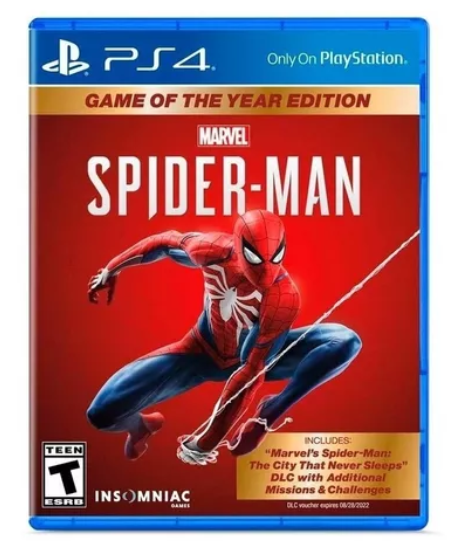 PS4
Only On PlayStation.
GAME OF THE YEAR EDITION
MARVEL
SPIDER-MAN
INCLUDES:
"Marvel's Spider-Man:
The City That Never Sleeps"
DLC with Additional
Missions & Challenges
DLC voucher expires 08/28/2022
TEEN
T
ESRB
INSOMNIAC
GAMES